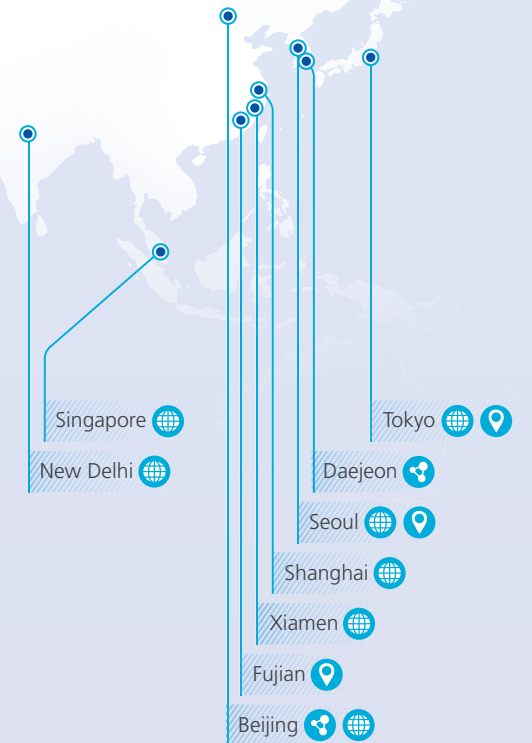 Singapore
Tokyo
New Delhi
Daejeon
Seoul
Shanghai
Xiamen
Fujian
Beijing